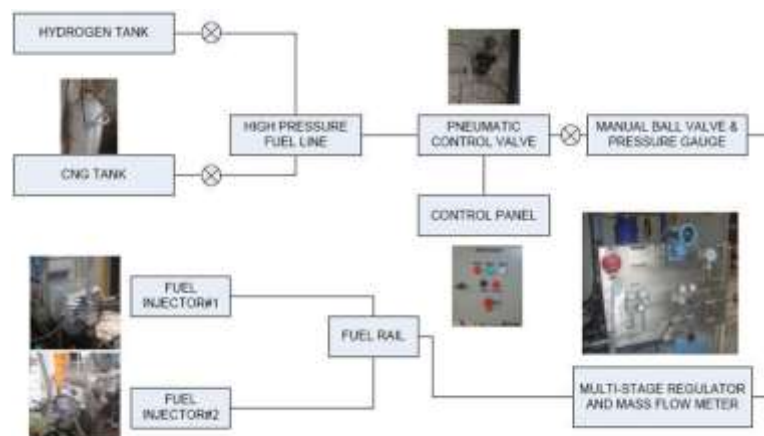 HYDROGEN TANK
HIGH PRESSURE
FUEL LINE
PNEUMATIC
CONTROL VALVE
MANUAL BALL VALVE &
PRESSURE GAUGE
CNG TANK
CONTROL PANEL
FUEL
INJECTOR#1
FUEL RAIL
FUEL
INJECTOR#2
MULTI-STAGE REGULATOR
AND MASS FLOW METER